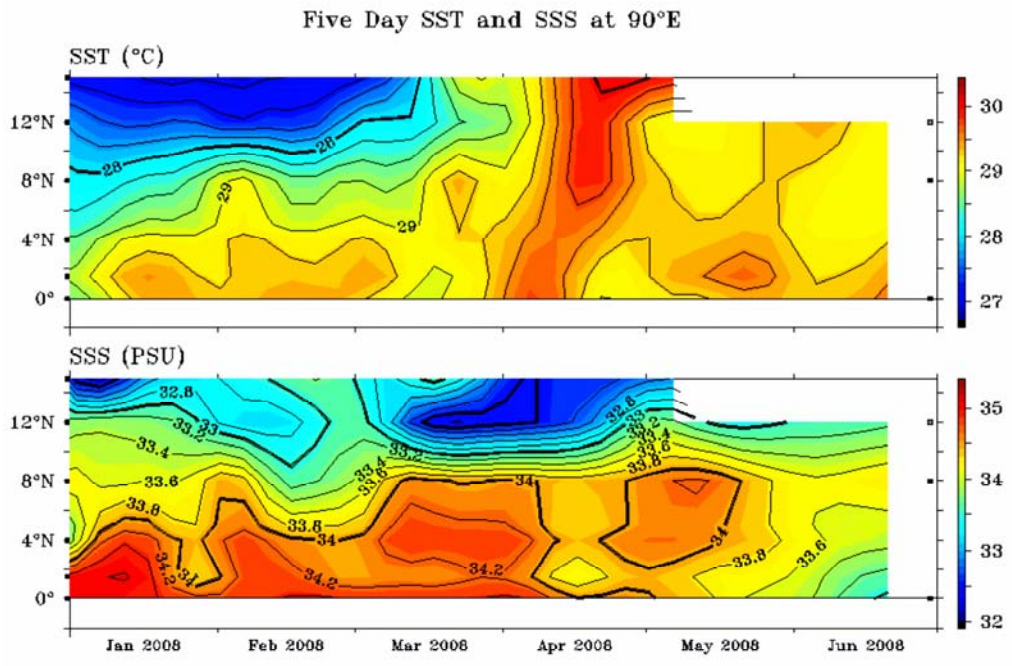 Five Day SST and SSS at 90°E
SST (°C)
12°N
8°N
4°N
0°
28
28
29
29
30
29
28
27
SSS (PSU)
12°N
8°N
4°N
0°
32.8
33
33.2
33.4
33.6
33.8
34.2
34
33.8
34
34.2
33.4
33.6
33.2
34
34.2
32.8
33
33.2
33.4
33.6
33.8
34
33.8
33.6
35
34
33
32
Jan 2008
Feb 2008
Mar 2008
Apr 2008
May 2008
Jun 2008